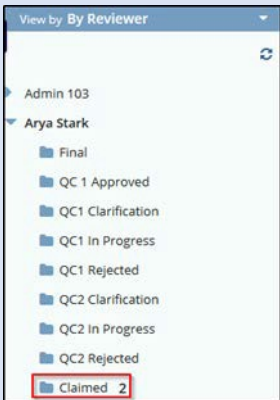 View by By Reviewer
Admin 103
Arya Stark
Final
QC 1 Approved
QC1 Clarification
QC1 In Progress
QC1 Rejected
QC2 Clarification
QC2 In Progress
QC2 Rejected
Claimed 2